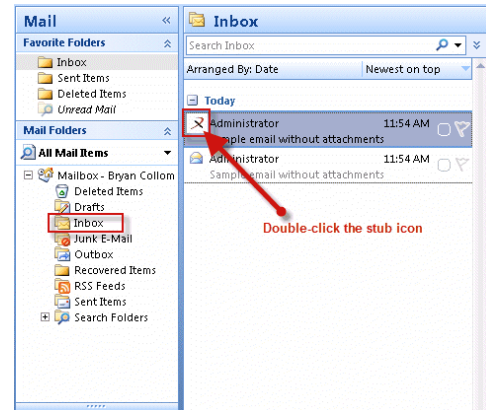 Mail «
Favorite Folders
Inbox
Sent Items
Deleted Items
Unread Mail
Mail Folders
All Mail Items
Mailbox - Bryan Collom
Deleted Items
Drafts
Inbox
Junk E-Mail
Outbox
Recovered Items
RSS Feeds
Sent Items
Search Folders
Inbox
Search Inbox
Arranged By: Date Newest on top
Today
Administrator 11:54 AM
Sample email without attachments
Administrator 11:54 AM
Sample email without attachments
Double-click the stub icon